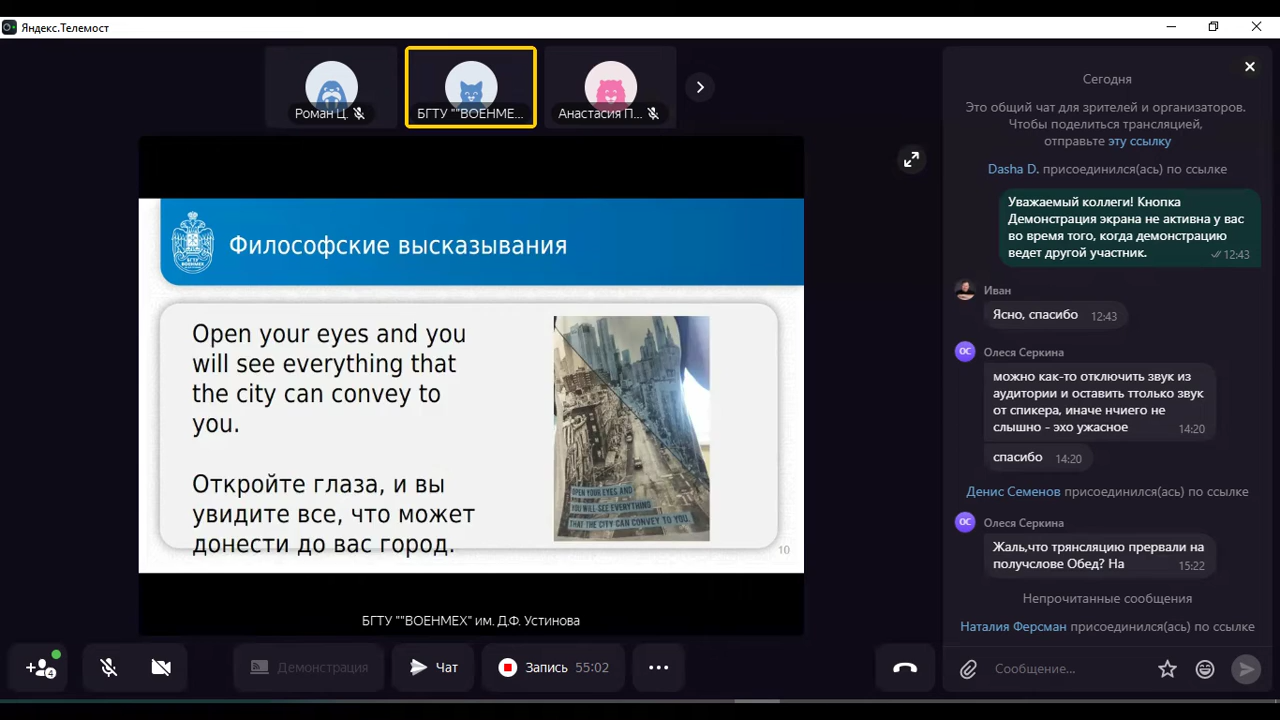 Яндекс.Телемост
Роман Ц.
БГТУ ""ВОЕНМЕ...
Анастасия П...
БГТУ
ВОЕНМЕХ
Философские высказывания
Open your eyes and you
will see everything that
the city can convey to
you.
Откройте глаза, и вы
увидите все, что может
донести до вас город.
OPEN YOUR EYES AND
YOU WILL SEE EVERYTHING
THAT THE CITY CAN CONVEY TO YOU.
10
БГТУ ""ВОЕНМЕХ" им. Д.Ф. Устинова
4
Демонстрация
Чат
Запись 55:02
Сегодня
Это общий чат для зрителей и организаторов.
Чтобы поделиться трансляцией,
отправьте эту ссылку
Dasha D. присоединился(ась) по ссылке
Уважаемый коллеги! Кнопка
Демонстрация экрана не активна у вас
во время того, когда демонстрацию
ведет другой участник.
12:43
Иван
Ясно, спасибо 12:43
ОС Олеся Серкина
можно как-то отключить звук из
аудитории и оставить ттолько звук
от спикера, иначе нчиего не
слышно - эхо ужасное 14:20
спасибо 14:20
Денис Семенов присоединился(ась) по ссылке
ОС Олеся Серкина
Жаль,что трянсляцию прервали на
получслове Обед? На 15:22
Непрочитанные сообщения
Наталия Ферсман присоединился(ась) по ссылке
Сообщение...